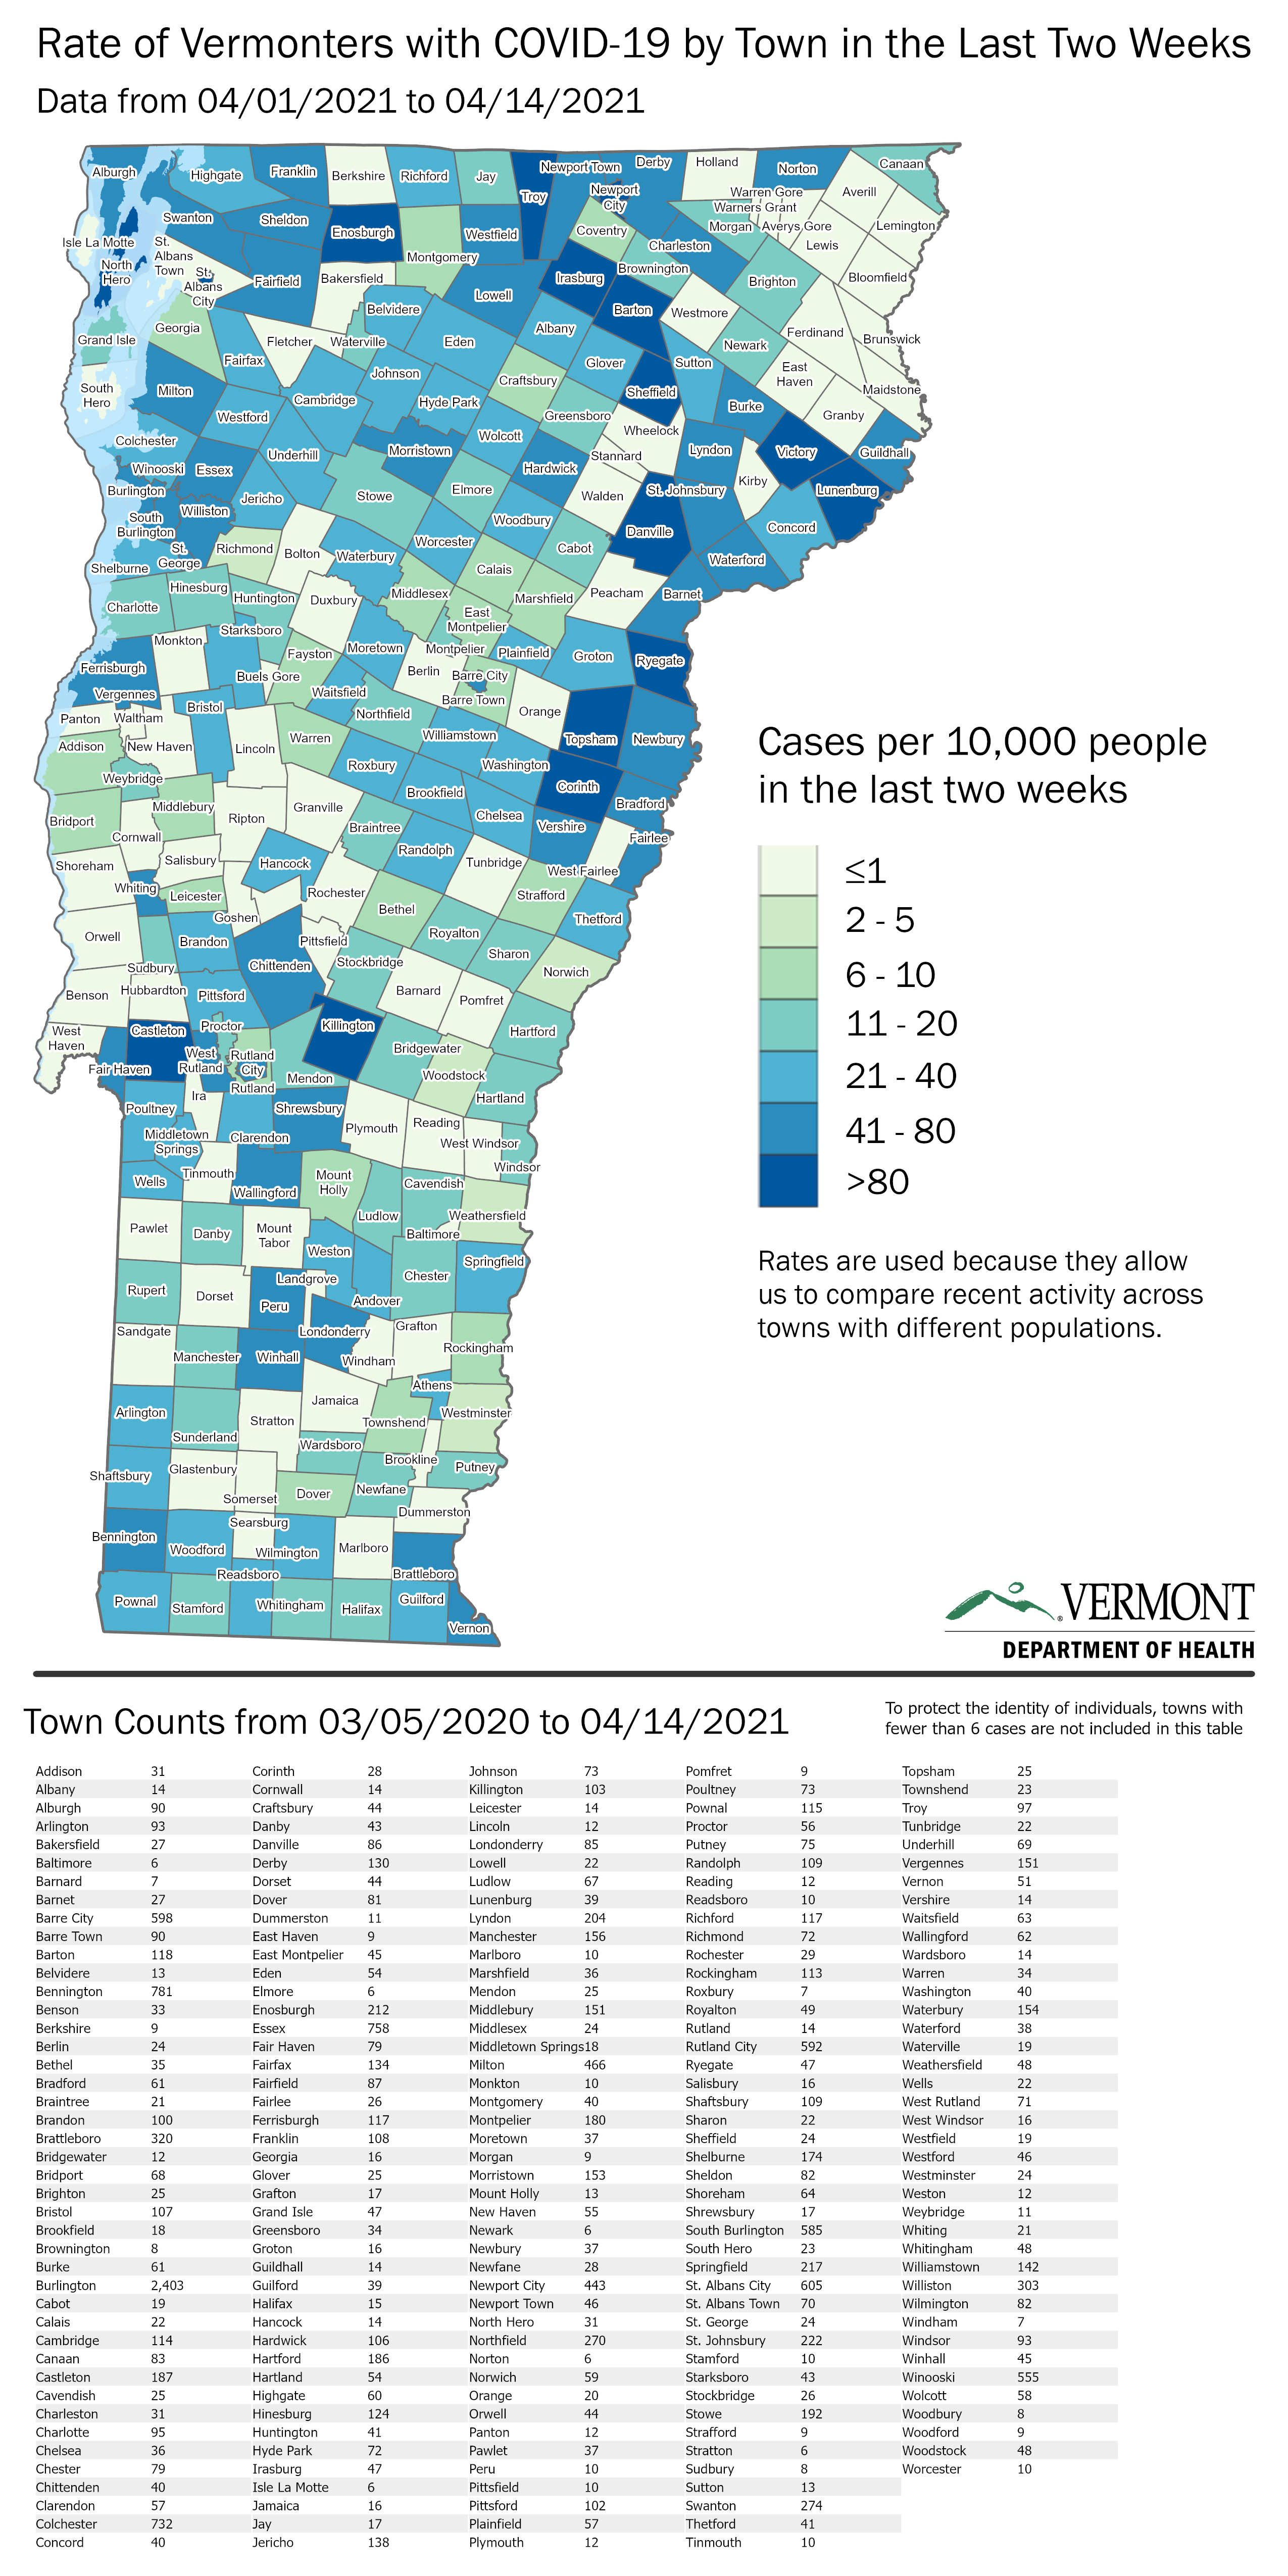 Rate of Vermonters with COVID-19 by Town in the Last Two Weeks
Data from 04/01/2021 to 04/14/2021
Alburgh
Highgate
Franklin
Berkshire
Richford
Jay
Troy
Newport Town
Derby
Holland
Norton
Canaan
Warren Gore
Averill
Warners Grant
Newport
City
Swanton
Sheldon
Enosburgh
Westfield
Coventry
Morgan
Averys Gore
Lemington
Isle La Motte
St.
Albans
Town
Charleston
Lewis
Montgomery
North
Hero
St.
Albans
City
Fairfield
Bakersfield
Irasburg
Brownington
Brighton
Bloomfield
Lowell
Belvidere
Barton
Westmore
Georgia
Albany
Ferdinand
Brunswick
Grand Isle
Fletcher
Waterville
Eden
Newark
Fairfax
Glover
Sutton
East
Haven
Johnson
Craftsbury
South
Hero
Milton
Cambridge
Hyde Park
Sheffield
Maidstone
Burke
Westford
Greensboro
Granby
Colchester
Wolcott
Wheelock
Underhill
Morristown
Lyndon
Victory
Guildhall
Stannard
Winooski
Essex
Hardwick
Kirby
Burlington
Jericho
Stowe
Elmore
Walden
St. Johnsbury
Lunenburg
Williston
South
Burlington
Woodbury
Danville
Concord
St.
George
Richmond
Bolton
Waterbury
Worcester
Cabot
Shelburne
Calais
Waterford
Hinesburg
Huntington
Duxbury
Middlesex
Marshfield
Peacham
Barnet
Charlotte
East
Montpelier
Starksboro
Monkton
Fayston
Moretown
Montpelier
Plainfield
Groton
Ryegate
Ferrisburgh
Buels Gore
Berlin
Barre City
Vergennes
Waitsfield
Barre Town
Bristol
Orange
Panton
Waltham
Northfield
Addison
New Haven
Lincoln
Warren
Williamstown
Topsham
Newbury
Weybridge
Roxbury
Washington
Brookfield
Corinth
Bridport
Middlebury
Ripton
Granville
Chelsea
Bradford
Cornwall
Braintree
Vershire
Fairlee
Shoreham
Salisbury
Hancock
Randolph
Tunbridge
West Fairlee
Whiting
Leicester
Rochester
Strafford
Goshen
Bethel
Thetford
Orwell
Brandon
Pittsfield
Royalton
Sharon
Sudbury
Chittenden
Stockbridge
Norwich
Benson
Hubbardton
Pittsford
Barnard
Pomfret
West
Haven
Castleton
Proctor
Killington
Hartford
Fair Haven
West
Rutland
Rutland
City
Bridgewater
Mendon
Woodstock
Rutland
Ira
Hartland
Poultney
Shrewsbury
Plymouth
Reading
Middletown
Springs
Clarendon
West Windsor
Windsor
Wells
Tinmouth
Wallingford
Mount
Holly
Cavendish
Ludlow
Weathersfield
Pawlet
Danby
Mount
Tabor
Baltimore
Weston
Springfield
Landgrove
Chester
Rupert
Dorset
Peru
Andover
Grafton
Sandgate
Londonderry
Rockingham
Manchester
Winhall
Windham
Athens
Jamaica
Arlington
Stratton
Townshend
Westminster
Sunderland
Wardsboro
Brookline
Putney
Shaftsbury
Glastenbury
Newfane
Somerset
Dover
Dummerston
Bennington
Searsburg
Woodford
Wilmington
Marlboro
Readsboro
Brattleboro
Pownal
Stamford
Whitingham
Halifax
Guilford
Vernon
Cases per 10,000 people
in the last two weeks
≤1
2 - 5
6 - 10
11 - 20
21 - 40
41 - 80
>80
Rates are used because they allow
us to compare recent activity across
towns with different populations.
VERMONT
DEPARTMENT OF HEALTH
Town Counts from 03/05/2020 to 04/14/2021
To protect the identity of individuals, towns with
fewer than 6 cases are not included in this table
Addison 31 Corinth 28 Johnson 73 Pomfret 9 Topsham 25
Albany 14 Cornwall 14 Killington 103 Poultney 73 Townshend 23
Alburgh 90 Craftsbury 44 Leicester 14 Pownal 115 Troy 97
Arlington 93 Danby 43 Lincoln 12 Proctor 56 Tunbridge 22
Bakersfield 27 Danville 86 Londonderry 85 Putney 75 Underhill 69
Baltimore 6 Derby 130 Lowell 22 Randolph 109 Vergennes 151
Barnard 7 Dorset 44 Ludlow 67 Reading 12 Vernon 51
Barnet 27 Dover 81 Lunenburg 39 Readsboro 10 Vershire 14
Barre City 598 Dummerston 11 Lyndon 204 Richford 117 Waitsfield 63
Barre Town 90 East Haven 9 Manchester 156 Richmond 72 Wallingford 62
Barton 118 East Montpelier 45 Marlboro 10 Rochester 29 Wardsboro 14
Belvidere 13 Eden 54 Marshfield 36 Rockingham 113 Warren 34
Bennington 781 Elmore 6 Mendon 25 Roxbury 7 Washington 40
Benson 33 Enosburgh 212 Middlebury 151 Royalton 49 Waterbury 154
Berkshire 9 Essex 758 Middlesex 24 Rutland 14 Waterford 38
Berlin 24 Fair Haven 79 Middletown Springs 18 Rutland City 592 Waterville 19
Bethel 35 Fairfax 134 Milton 466 Ryegate 47 Weathersfield 48
Bradford 61 Fairfield 87 Monkton 10 Salisbury 16 Wells 22
Braintree 21 Fairlee 26 Montgomery 40 Shaftsbury 109 West Rutland 71
Brandon 100 Ferrisburgh 117 Montpelier 180 Sharon 22 West Windsor 16
Brattleboro 320 Franklin 108 Moretown 37 Sheffield 24 Westfield 19
Bridgewater 12 Georgia 16 Morgan 9 Shelburne 174 Westford 46
Bridport 68 Glover 25 Morristown 153 Sheldon 82 Westminster 24
Brighton 25 Grafton 17 Mount Holly 13 Shoreham 64 Weston 12
Bristol 107 Grand Isle 47 New Haven 55 Shrewsbury 17 Weybridge 11
Brookfield 18 Greensboro 34 Newark 6 South Burlington 585 Whiting 21
Brownington 8 Groton 16 Newbury 37 South Hero 23 Whitingham 48
Burke 61 Guildhall 14 Newfane 28 Springfield 217 Williamstown 142
Burlington 2,403 Guilford 39 Newport City 443 St. Albans City 605 Williston 303
Cabot 19 Halifax 15 Newport Town 46 St. Albans Town 70 Wilmington 82
Calais 22 Hancock 14 North Hero 31 St. George 24 Windham 7
Cambridge 114 Hardwick 106 Northfield 270 St. Johnsbury 222 Windsor 93
Canaan 83 Hartford 186 Norton 6 Stamford 10 Winhall 45
Castleton 187 Hartland 54 Norwich 59 Starksboro 43 Winooski 555
Cavendish 25 Highgate 60 Orange 20 Stockbridge 26 Wolcott 58
Charleston 31 Hinesburg 124 Orwell 44 Stowe 192 Woodbury 8
Charlotte 95 Huntington 41 Panton 12 Strafford 9 Woodford 9
Chelsea 36 Hyde Park 72 Pawlet 37 Stratton 6 Woodstock 48
Chester 79 Irasburg 47 Peru 10 Sudbury 8 Worcester 10
Chittenden 40 Isle La Motte 6 Pittsfield 10 Sutton 13
Clarendon 57 Jamaica 16 Pittsford 102 Swanton 274
Colchester 732 Jay 17 Plainfield 57 Thetford 41
Concord 40 Jericho 138 Plymouth 12 Tinmouth 10